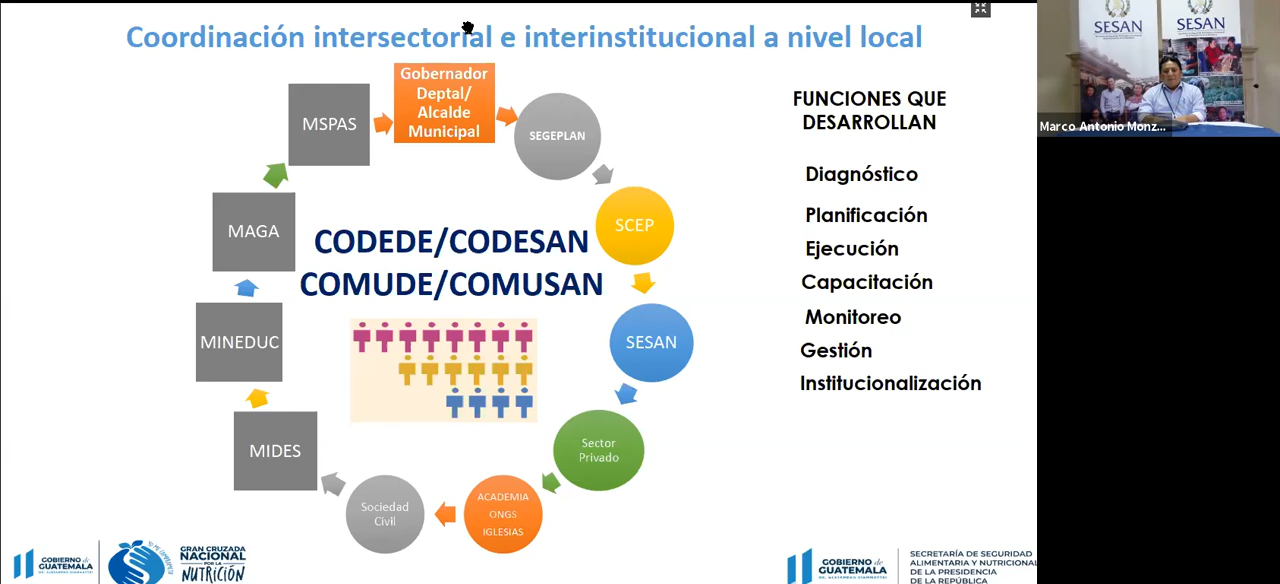 Coordinación intersectorial e interinstitucional a nivel local
Gobernador
Deptal/
Alcalde
Municipal
SEGEPLAN
SCEP
SESAN
Sector
Privado
ACADEMIA
ONGS
IGLESIAS
Sociedad
Civil
MIDES
MINEDUC
MAGA
MSPAS
CODEDE/CODESAN
COMUDE/COMUSAN
FUNCIONES QUE
DESARROLLAN
Diagnóstico
Planificación
Ejecución
Capacitación
Monitoreo
Gestión
Institucionalización
GOBIERNO de
GUATEMALA
GRAN CRUZADA
NACIONAL
POR LA
NUTRICIÓN
GOBIERNO de
GUATEMALA
SECRETARÍA DE SEGURIDAD
ALIMENTARIA Y NUTRICIONAL
DE LA PRESIDENCIA
DE LA REPÚBLICA
SESAN
SESAN
Marco Antonio Monz...